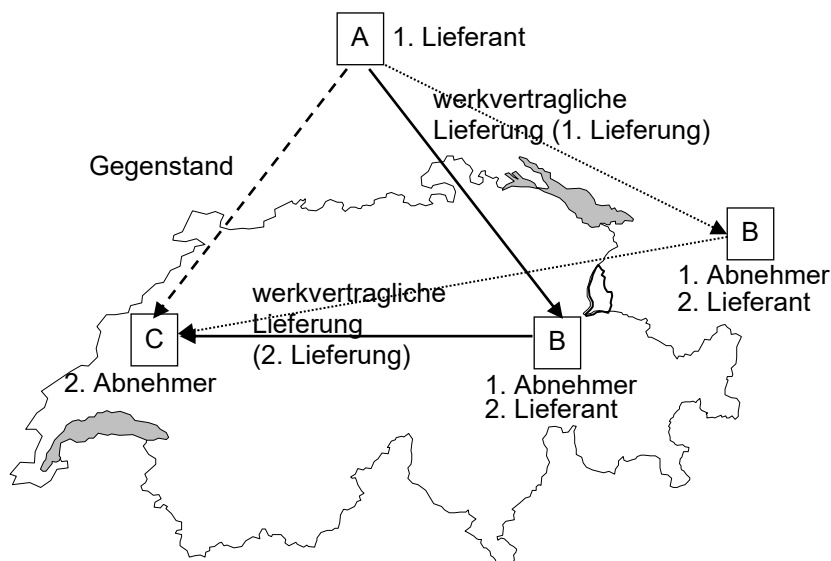 A 1. Lieferant
werkvertragliche
Lieferung (1. Lieferung)
Gegenstand
B
1. Abnehmer
2. Lieferant
werkvertragliche
Lieferung
(2. Lieferung)
C
2. Abnehmer
B
1. Abnehmer
2. Lieferant